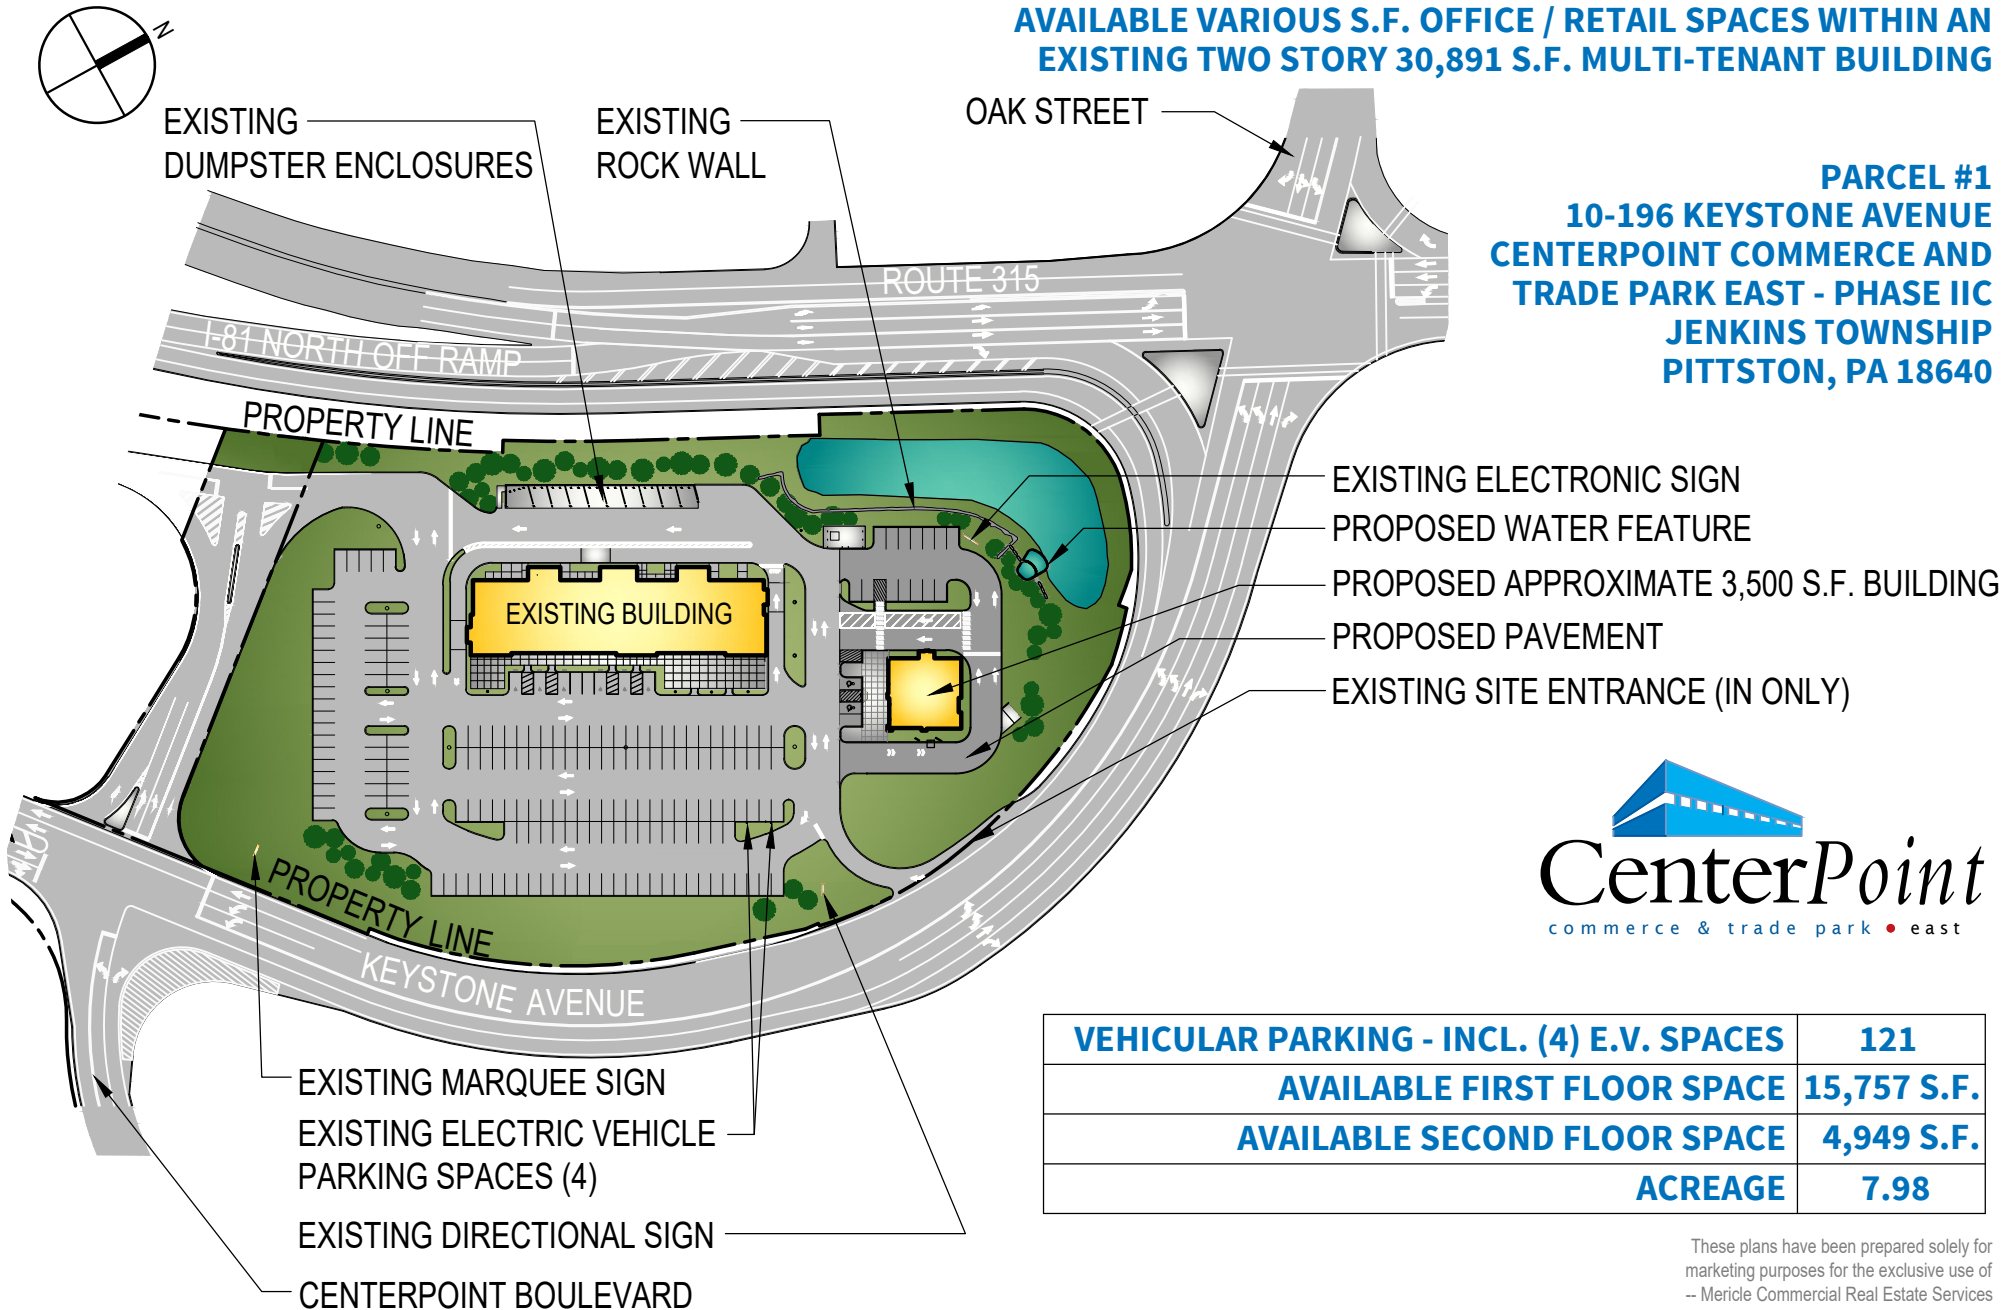 AVAILABLE VARIOUS S.F. OFFICE / RETAIL SPACES WITHIN AN
EXISTING TWO STORY 30,891 S.F. MULTI-TENANT BUILDING
N
EXISTING
DUMPSTER ENCLOSURES
EXISTING
ROCK WALL
OAK STREET
PARCEL #1
10-196 KEYSTONE AVENUE
CENTERPOINT COMMERCE AND
TRADE PARK EAST - PHASE IIC
JENKINS TOWNSHIP
PITTSTON, PA 18640
ROUTE 315
I-81 NORTH OFF RAMP
PROPERTY LINE
EXISTING ELECTRONIC SIGN
PROPOSED WATER FEATURE
PROPOSED APPROXIMATE 3,500 S.F. BUILDING
PROPOSED PAVEMENT
EXISTING SITE ENTRANCE (IN ONLY)
EXISTING BUILDING
CenterPoint
commerce & trade park • east
PROPERTY LINE
KEYSTONE AVENUE
VEHICULAR PARKING - INCL. (4) E.V. SPACES 121
AVAILABLE FIRST FLOOR SPACE 15,757 S.F.
AVAILABLE SECOND FLOOR SPACE 4,949 S.F.
ACREAGE 7.98
EXISTING MARQUEE SIGN
EXISTING ELECTRIC VEHICLE
PARKING SPACES (4)
EXISTING DIRECTIONAL SIGN
CENTERPOINT BOULEVARD
These plans have been prepared solely for
marketing purposes for the exclusive use of
-- Mericle Commercial Real Estate Services